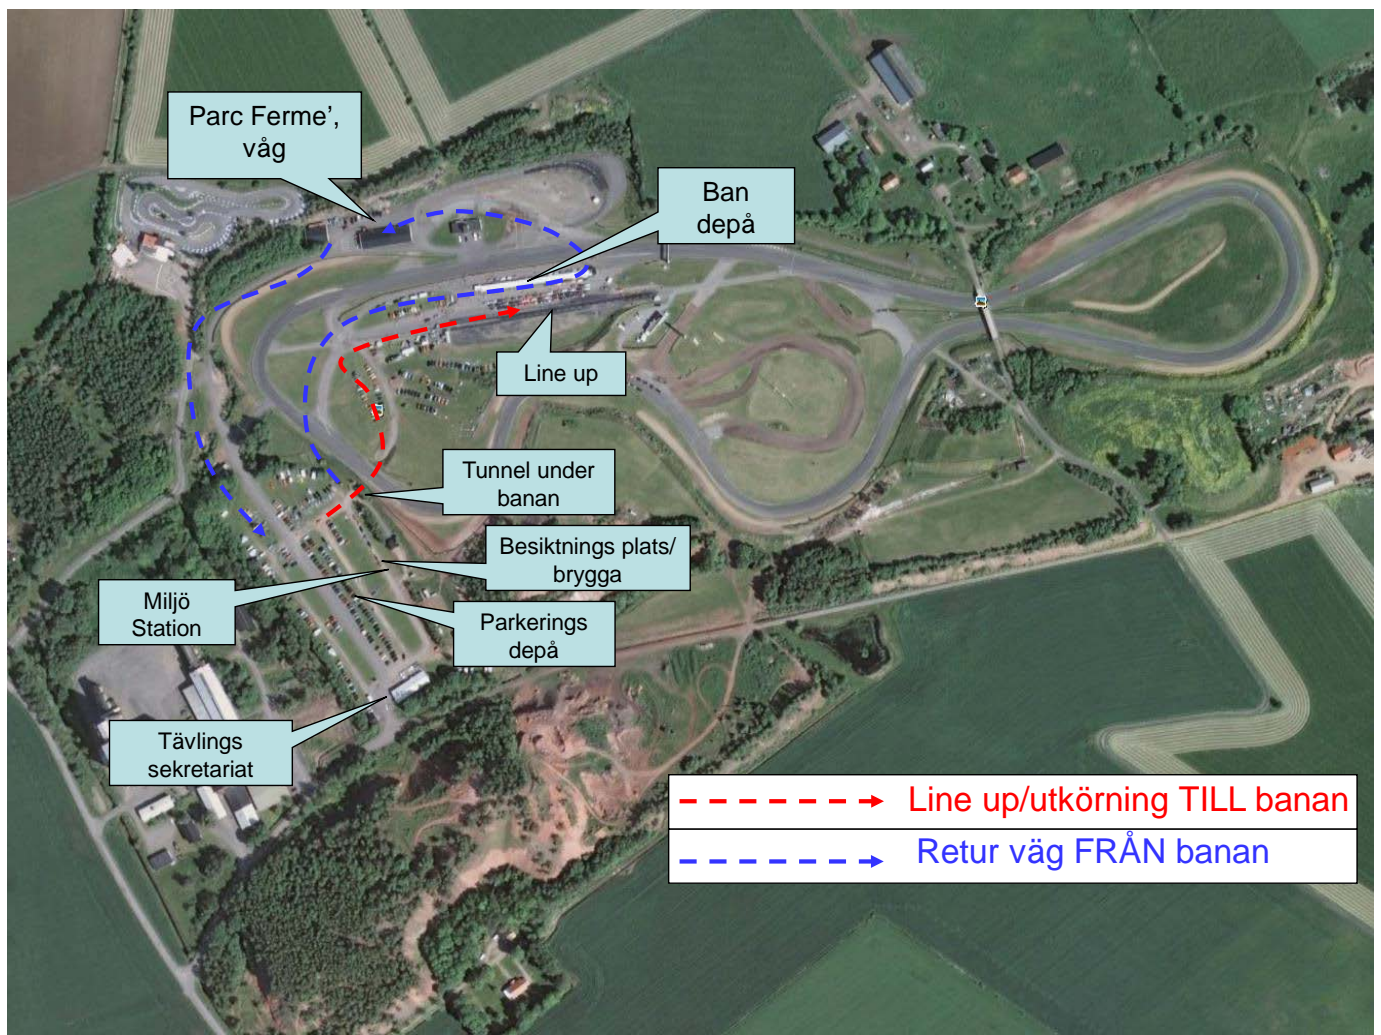 Parc Ferme’,
våg
Ban
depå
Line up
Tunnel under
banan
Besiktnings plats/
brygga
Miljö
Station
Parkerings
depå
Tävlings
sekretariat
Line up/utkörning TILL banan
Retur väg FRÅN banan